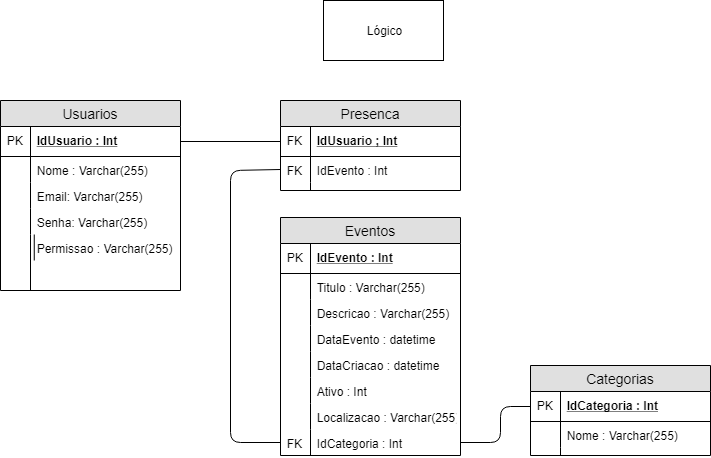 Lógico
Usuarios
PK IdUsuario : Int
Nome : Varchar(255)
Email: Varchar(255)
Senha: Varchar(255)
Permissao : Varchar(255)
Presenca
FK IdUsuario ; Int
FK IdEvento : Int
Eventos
PK IdEvento : Int
Titulo : Varchar(255)
Descricao : Varchar(255)
DataEvento : datetime
DataCriacao : datetime
Ativo : Int
Localizacao : Varchar(255
FK IdCategoria : Int
Categorias
PK IdCategoria : Int
Nome : Varchar(255)